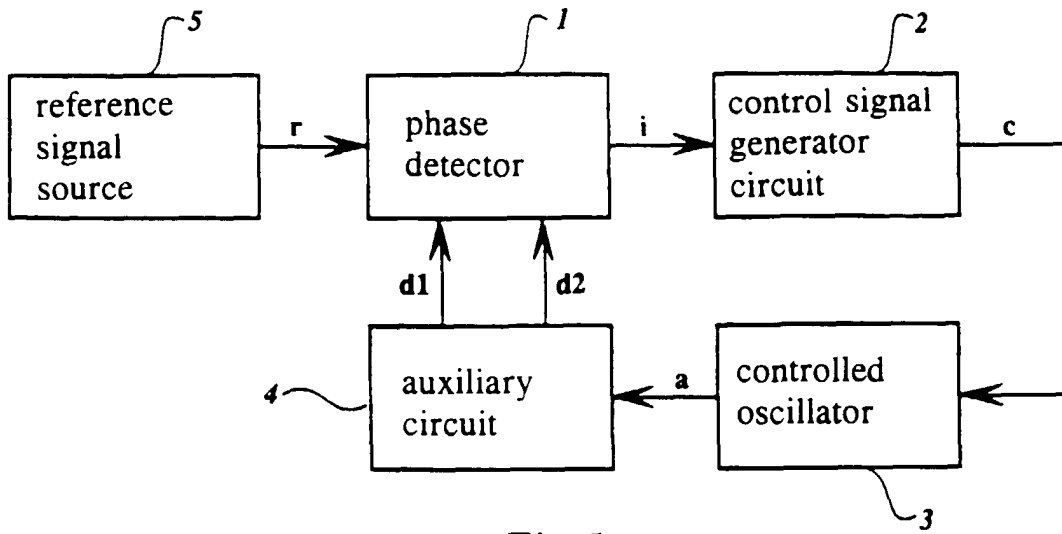 5
1
2
reference
signal
source
r
phase
detector
i
control signal
generator
circuit
c
d1
d2
4
auxiliary
circuit
a
controlled
oscillator
3